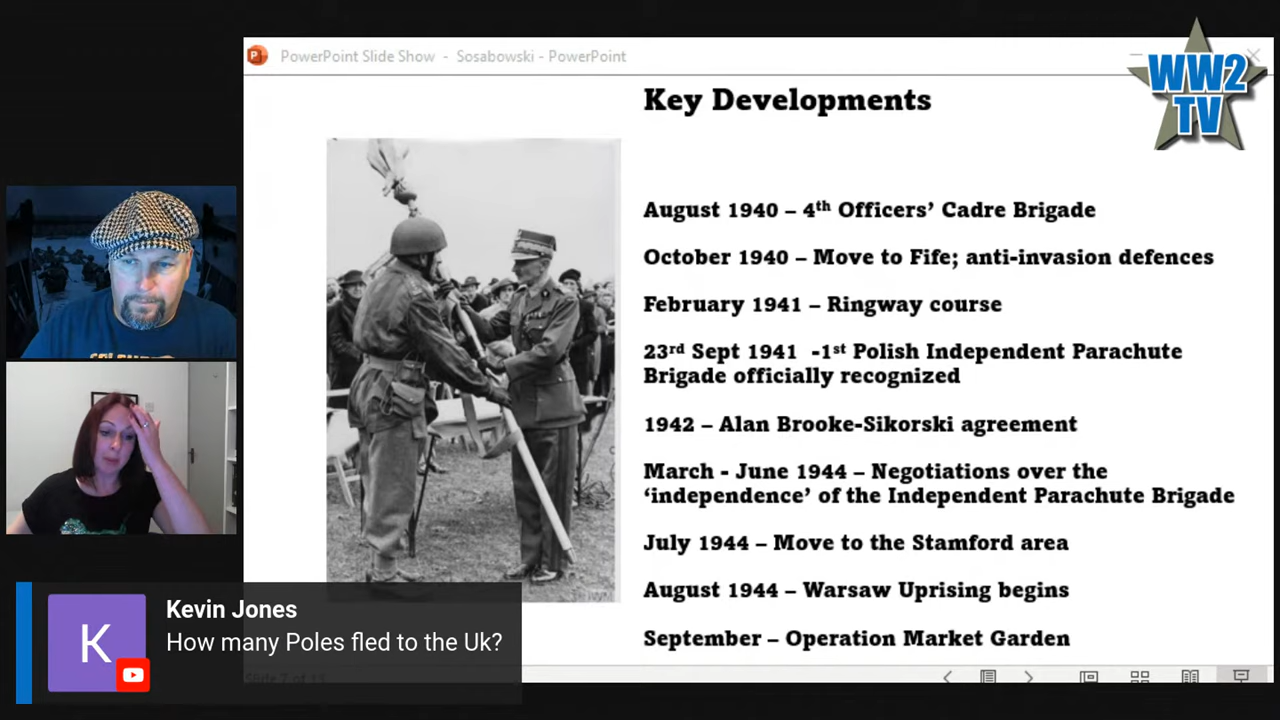 PowerPoint Slide Show - Sosabowski - PowerPoint
WW2
TV
Key Developments
August 1940 – 4th Officers’ Cadre Brigade
October 1940 – Move to Fife; anti-invasion defences
February 1941 – Ringway course
23rd Sept 1941 -1st Polish Independent Parachute
Brigade officially recognized
1942 – Alan Brooke-Sikorski agreement
March - June 1944 – Negotiations over the
‘independence’ of the Independent Parachute Brigade
July 1944 – Move to the Stamford area
August 1944 – Warsaw Uprising begins
September – Operation Market Garden
K
Kevin Jones
How many Poles fled to the Uk?